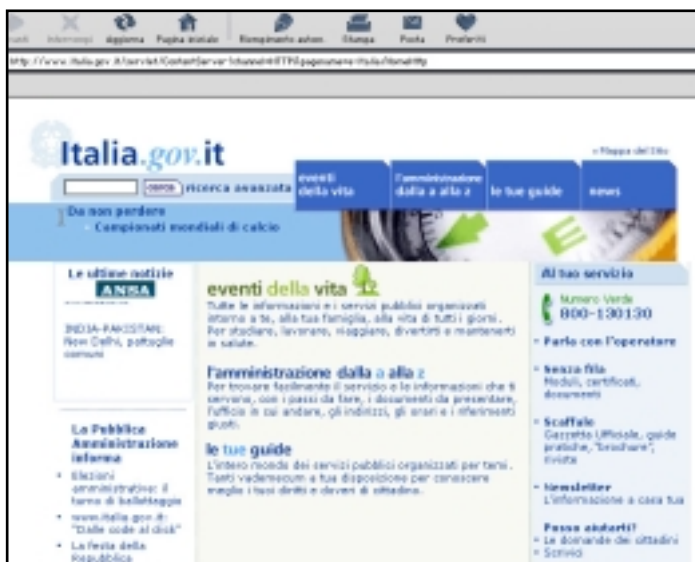 Interrompi Aggiorna Pagina iniziale Riempimento autom. Stampa Posta Preferiti
Italia.gov.it
Mappa del Sito
cerca ricerca avanzata
eventi della vita
l'amministrazione dalla a alla z
le tue guide
news
Da non perdere
Campionati mondiali di calcio
Le ultime notizie
ANSA
INDIA-PAKISTAN:
New Delhi, pattuglie
comuni
La Pubblica
Amministrazione
informa
Elezioni
amministrative: il
turno di ballottaggio
www.italia.gov.it:
"Dalle code al click"
La festa della
Repubblica
eventi della vita
Tutte le informazioni e i servizi pubblici organizzati
intorno a te, alla tua famiglia, alla vita di tutti i giorni.
Per studiare, lavorare, viaggiare, divertirti e mantenerti
in salute.
l'amministrazione dalla a alla z
Per trovare facilmente il servizio e le informazioni che ti
servono, con i passi da fare, i documenti da presentare,
l'ufficio in cui andare, gli indirizzi, gli orari e i riferimenti
giusti.
le tue guide
L'intero mondo dei servizi pubblici organizzati per temi.
Tanti vademecum a tua disposizione per conoscere
meglio i tuoi diritti e doveri di cittadino.
Al tuo servizio
Numero Verde
800-130130
Parla con l'operatore
Senza fila
Moduli, certificati,
documenti
Scaffale
Gazzetta Ufficiale, guide
pratiche, "brochure",
riviste
Newsletter
L'informazione a casa tua
Posso aiutarti?
Le domande dei cittadini
Scrivici